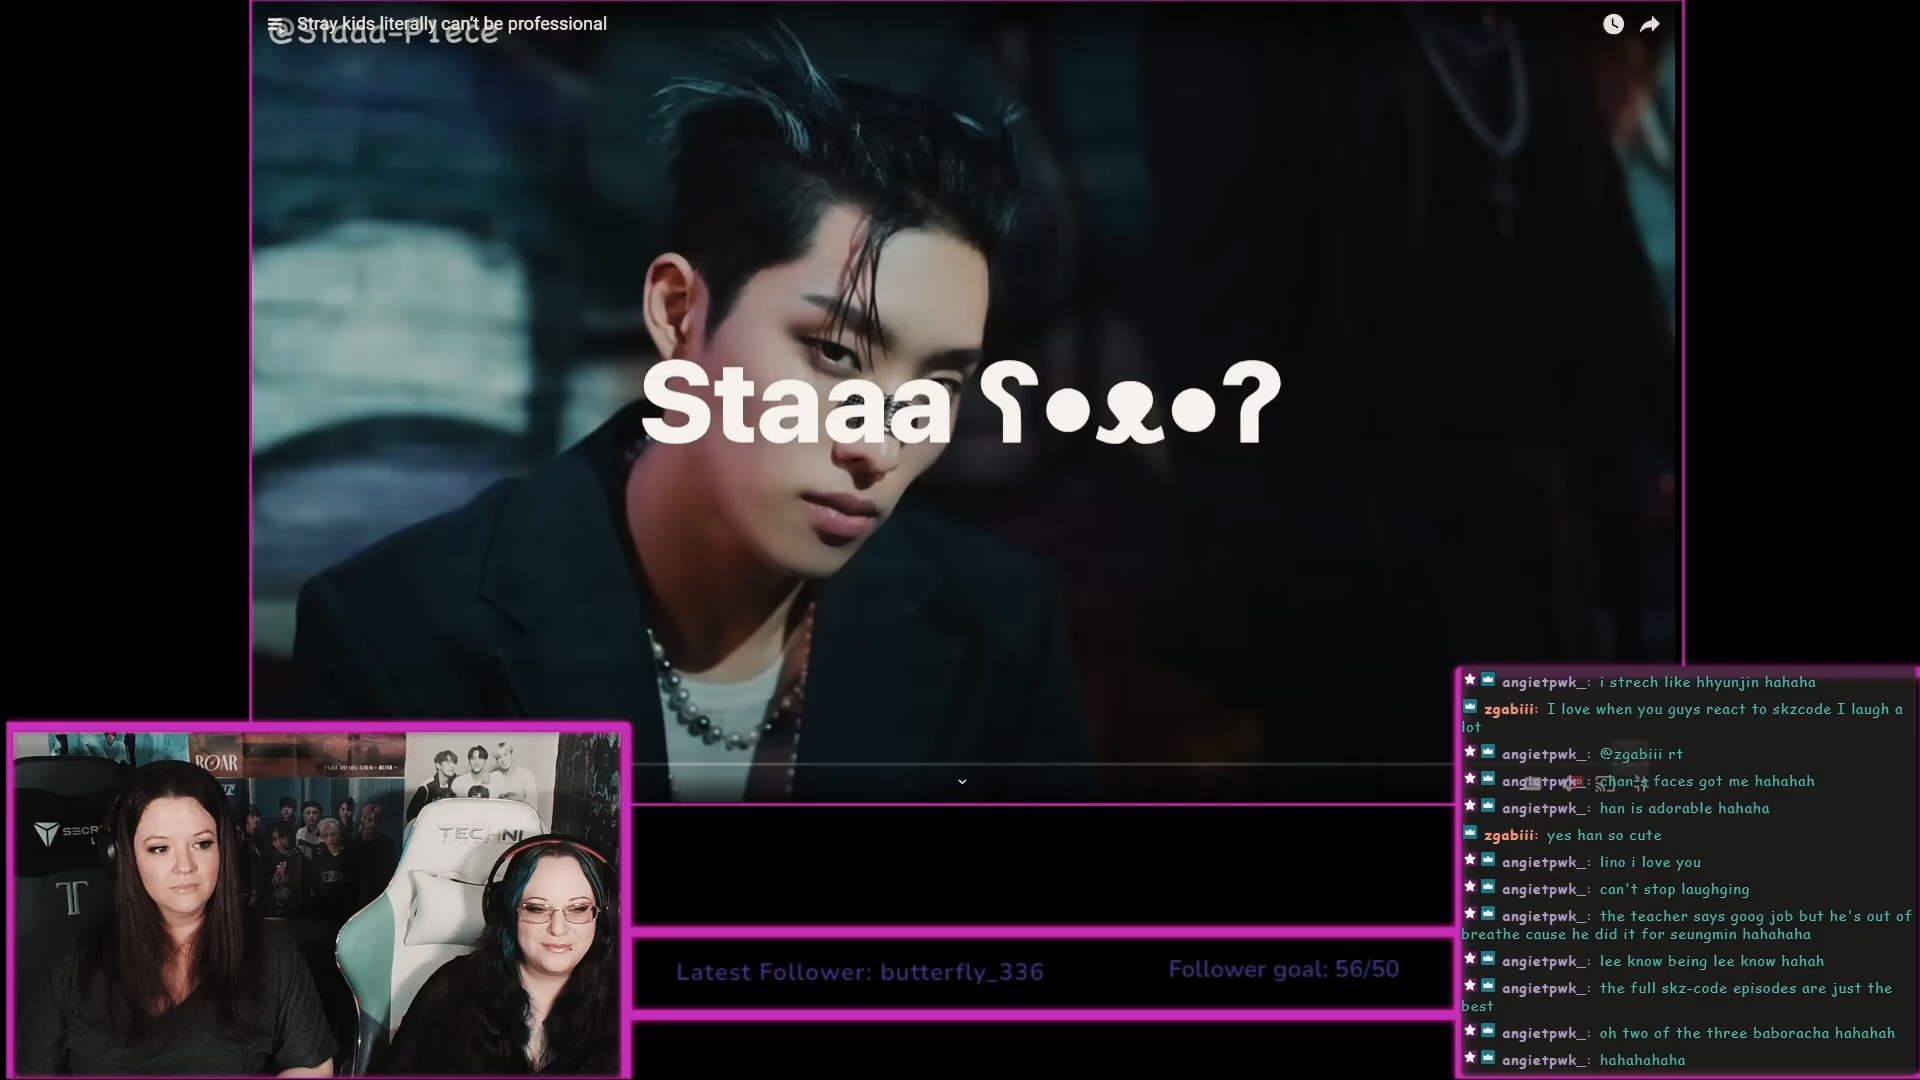 @Staaa-Piece
Stray kids literally can't be professional
Staaa ʕ•ᴥ•ʔ
ROAR
SECR
TECHNI
Latest Follower: butterfly_336
Follower goal: 56/50
angietpwk_: i strech like hhyunjin hahaha
zgabiii: I love when you guys react to skzcode I laugh a
lot
angietpwk_: @zgabiii rt
angietpwk_: chan's faces got me hahahah
angietpwk_: han is adorable hahaha
zgabiii: yes han so cute
angietpwk_: lino i love you
angietpwk_: can't stop laughging
angietpwk_: the teacher says goog job but he's out of
breathe cause he did it for seungmin hahahaha
angietpwk_: lee know being lee know hahah
angietpwk_: the full skz-code episodes are just the
best
angietpwk_: oh two of the three baboracha hahahah
angietpwk_: hahahahaha